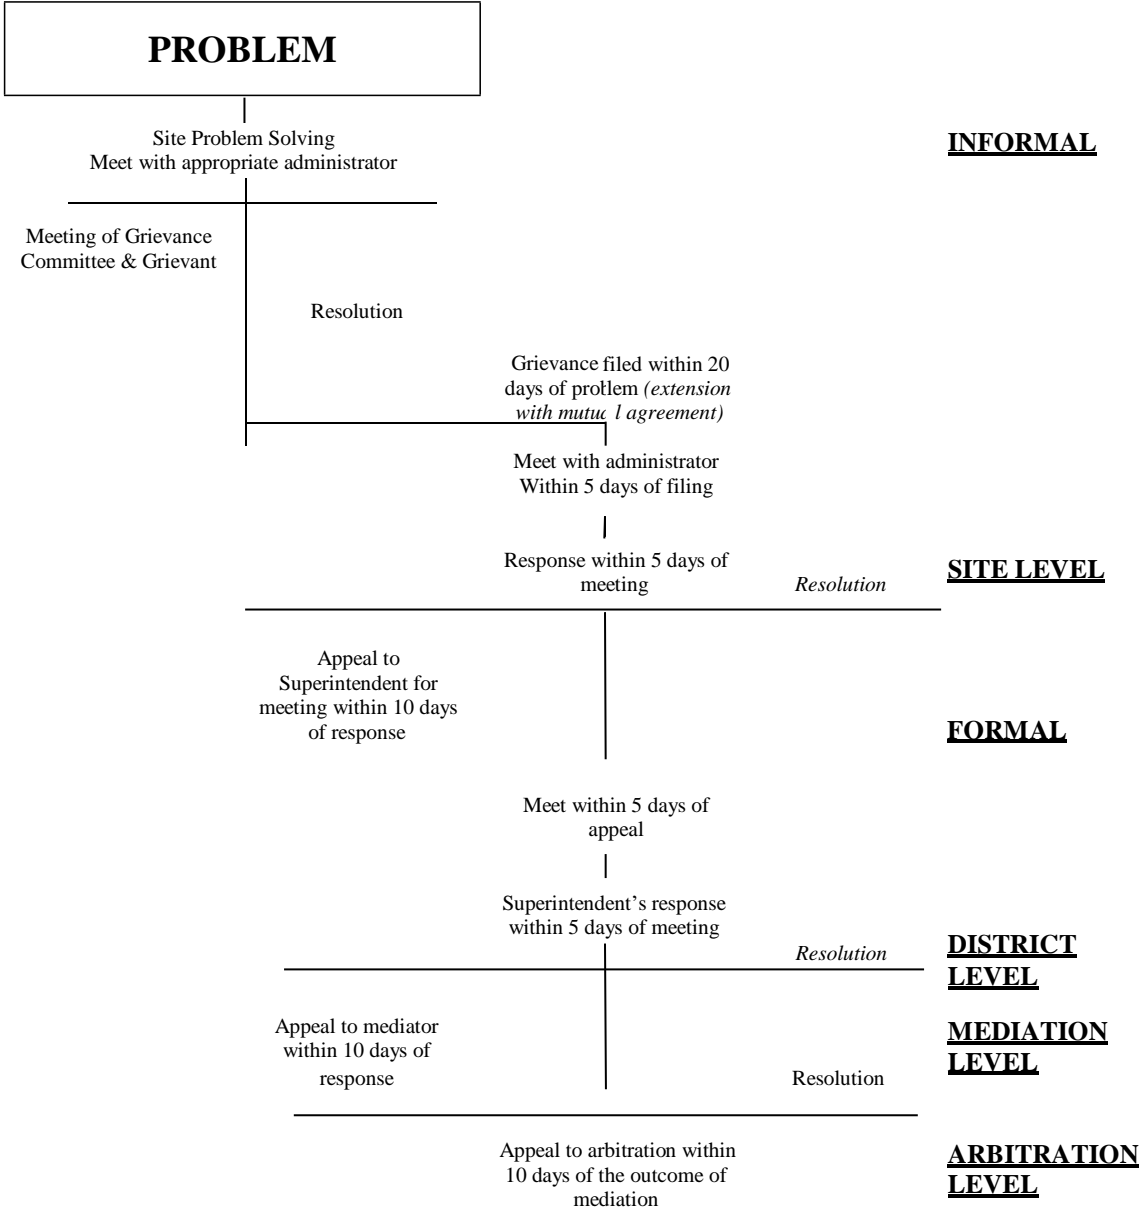 PROBLEM
Site Problem Solving
Meet with appropriate administrator
INFORMAL
Meeting of Grievance
Committee & Grievant
Resolution
Grievance filed within 20
days of problem (extension
with mutual agreement)
Meet with administrator
Within 5 days of filing
Response within 5 days of
meeting
Resolution
SITE LEVEL
Appeal to
Superintendent for
meeting within 10 days
of response
FORMAL
Meet within 5 days of
appeal
Superintendent’s response
within 5 days of meeting
Resolution
DISTRICT
LEVEL
Appeal to mediator
within 10 days of
response
Resolution
MEDIATION
LEVEL
Appeal to arbitration within
10 days of the outcome of
mediation
ARBITRATION
LEVEL